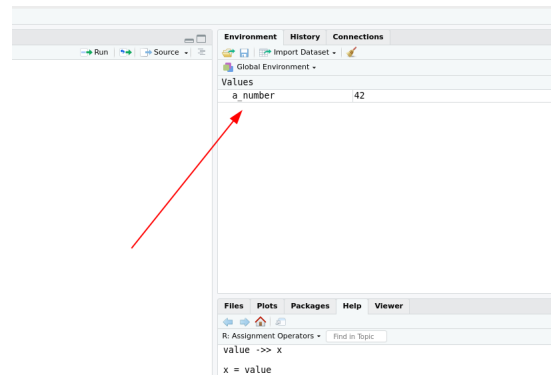 Run Source
Environment History Connections
Import Dataset
Global Environment
Values
a_number 42
Files Plots Packages Help Viewer
R: Assignment Operators Find in Topic
value ->> x
x = value